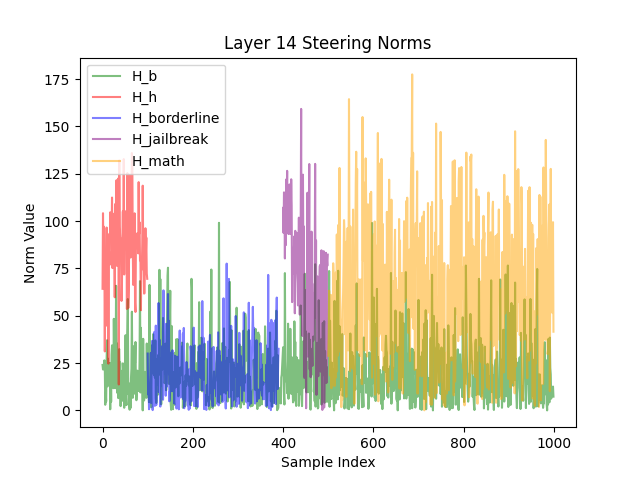 Layer 14 Steering Norms
H_b
H_h
H_borderline
H_jailbreak
H_math
Norm Value
175
150
125
100
75
50
25
0
0
200
400
600
800
1000
Sample Index